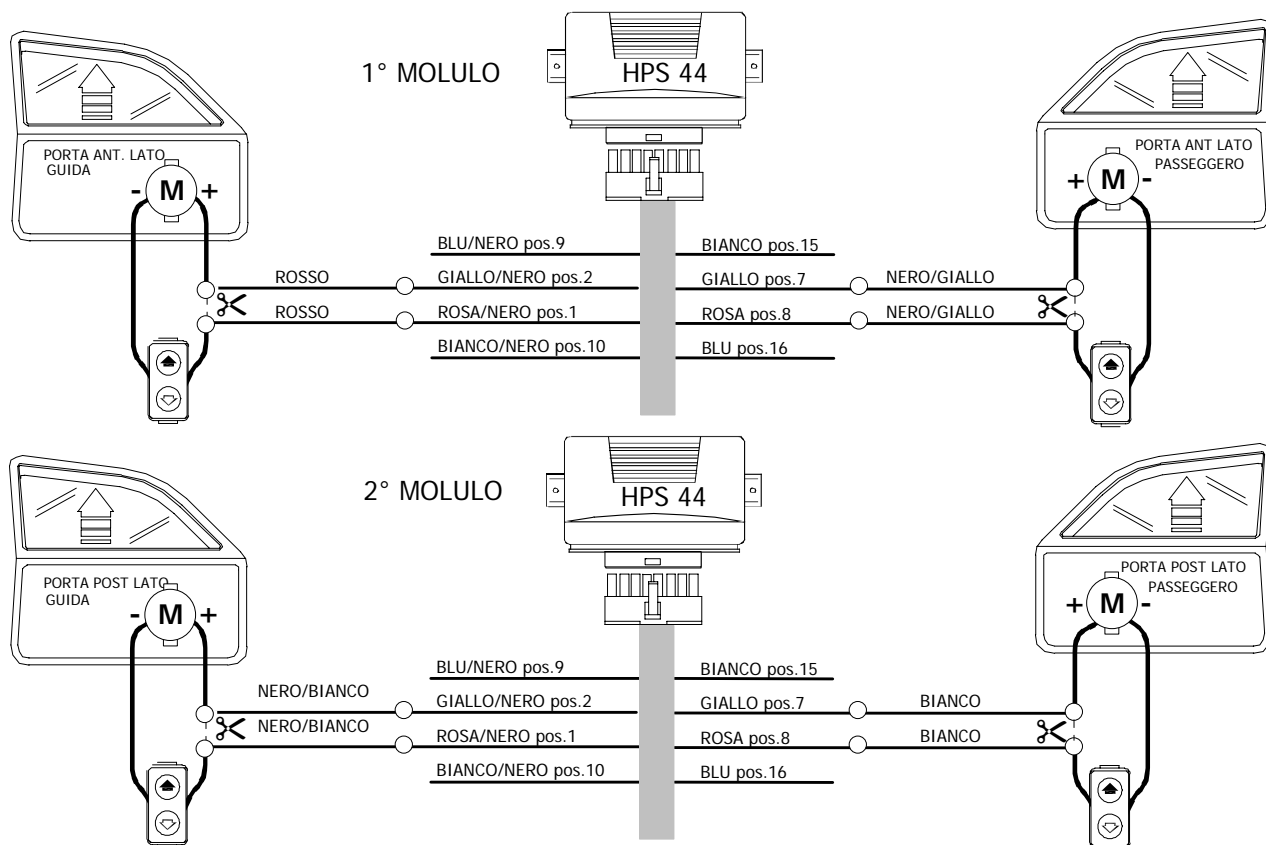 1° MOLULO
HPS 44
PORTA ANT. LATO
GUIDA
- M +
PORTA ANT LATO
PASSEGGERO
+ M -
BLU/NERO pos.9
BIANCO pos.15
ROSSO
GIALLO/NERO pos.2
GIALLO pos.7
NERO/GIALLO
ROSSO
ROSA/NERO pos.1
ROSA pos.8
NERO/GIALLO
BIANCO/NERO pos.10
BLU pos.16
2° MOLULO
HPS 44
PORTA POST LATO
GUIDA
- M +
PORTA POST LATO
PASSEGGERO
+ M -
BLU/NERO pos.9
BIANCO pos.15
NERO/BIANCO
GIALLO/NERO pos.2
GIALLO pos.7
BIANCO
NERO/BIANCO
ROSA/NERO pos.1
ROSA pos.8
BIANCO
BIANCO/NERO pos.10
BLU pos.16